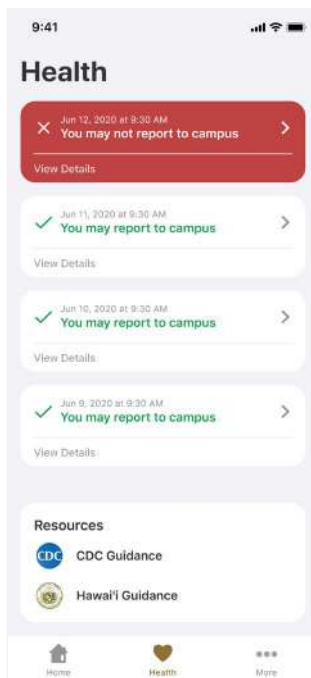 9:41
Health
Jun 12, 2020 at 9:30 AM
You may not report to campus
View Details
Jun 11, 2020 at 9:30 AM
You may report to campus
View Details
Jun 10, 2020 at 9:30 AM
You may report to campus
View Details
Jun 9, 2020 at 9:30 AM
You may report to campus
View Details
Resources
CDC CDC Guidance
Hawai'i Guidance
Home Health More